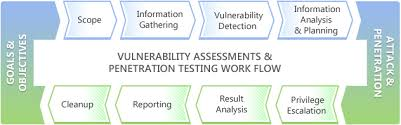 GOALS &
OBJECTIVES
Scope
Information
Gathering
Vulnerability
Detection
Information
Analysis
& Planning
ATTACK &
PENETRATION
VULNERABILITY ASSESSMENTS &
PENETRATION TESTING WORK FLOW
Cleanup
Reporting
Result
Analysis
Privilege
Escalation